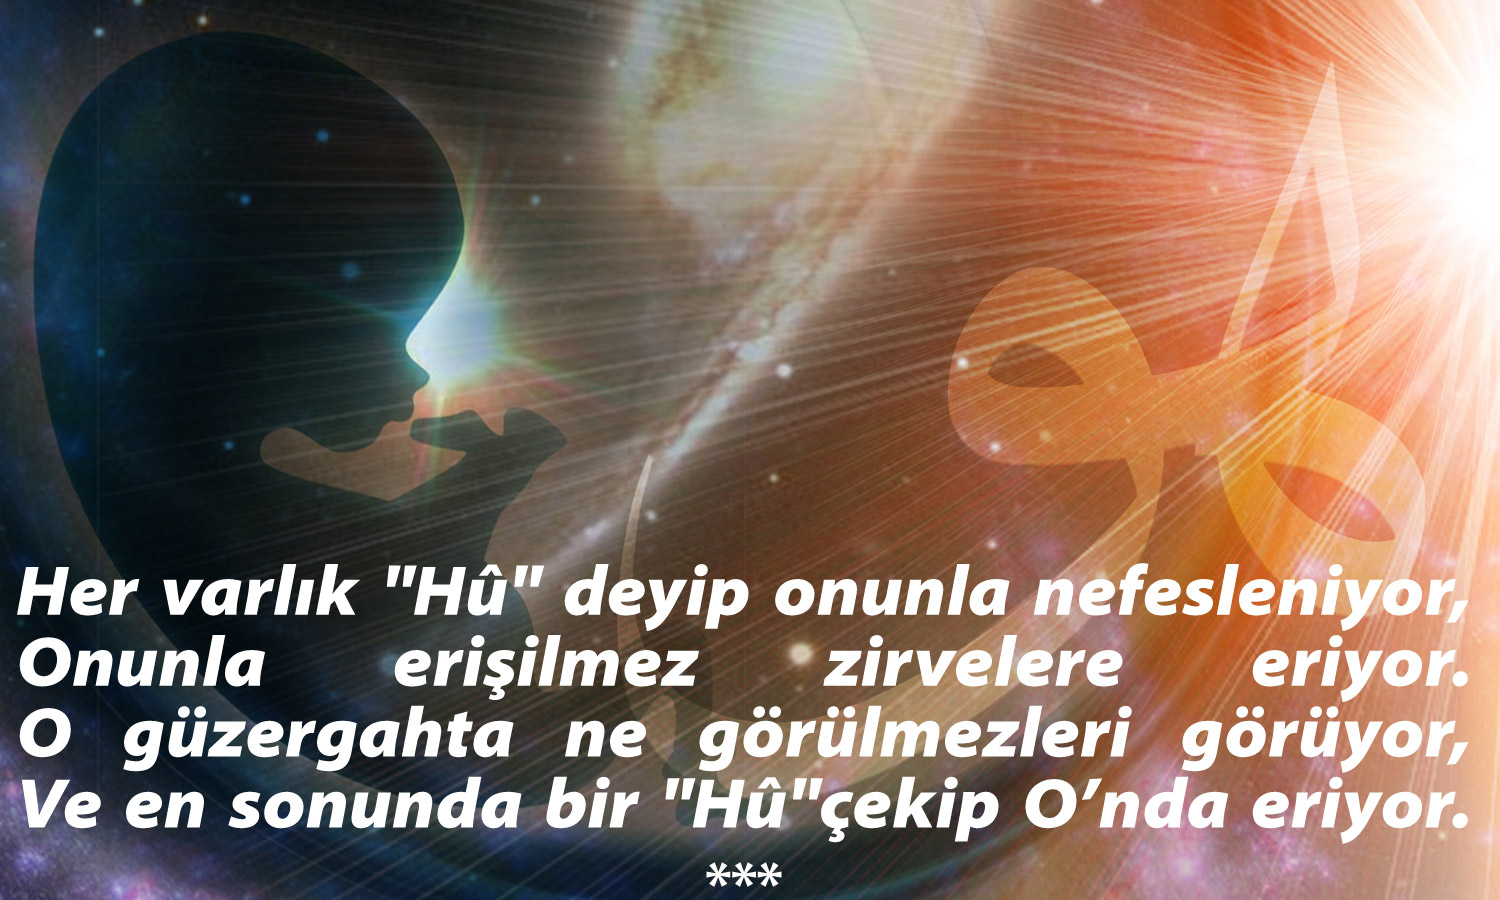 Her varlık "Hû" deyip onunla nefesleniyor,
Onunla erişilmez zirvelere eriyor.
O güzergahta ne görülmezleri görüyor,
Ve en sonunda bir "Hû"çekip O’nda eriyor.
***